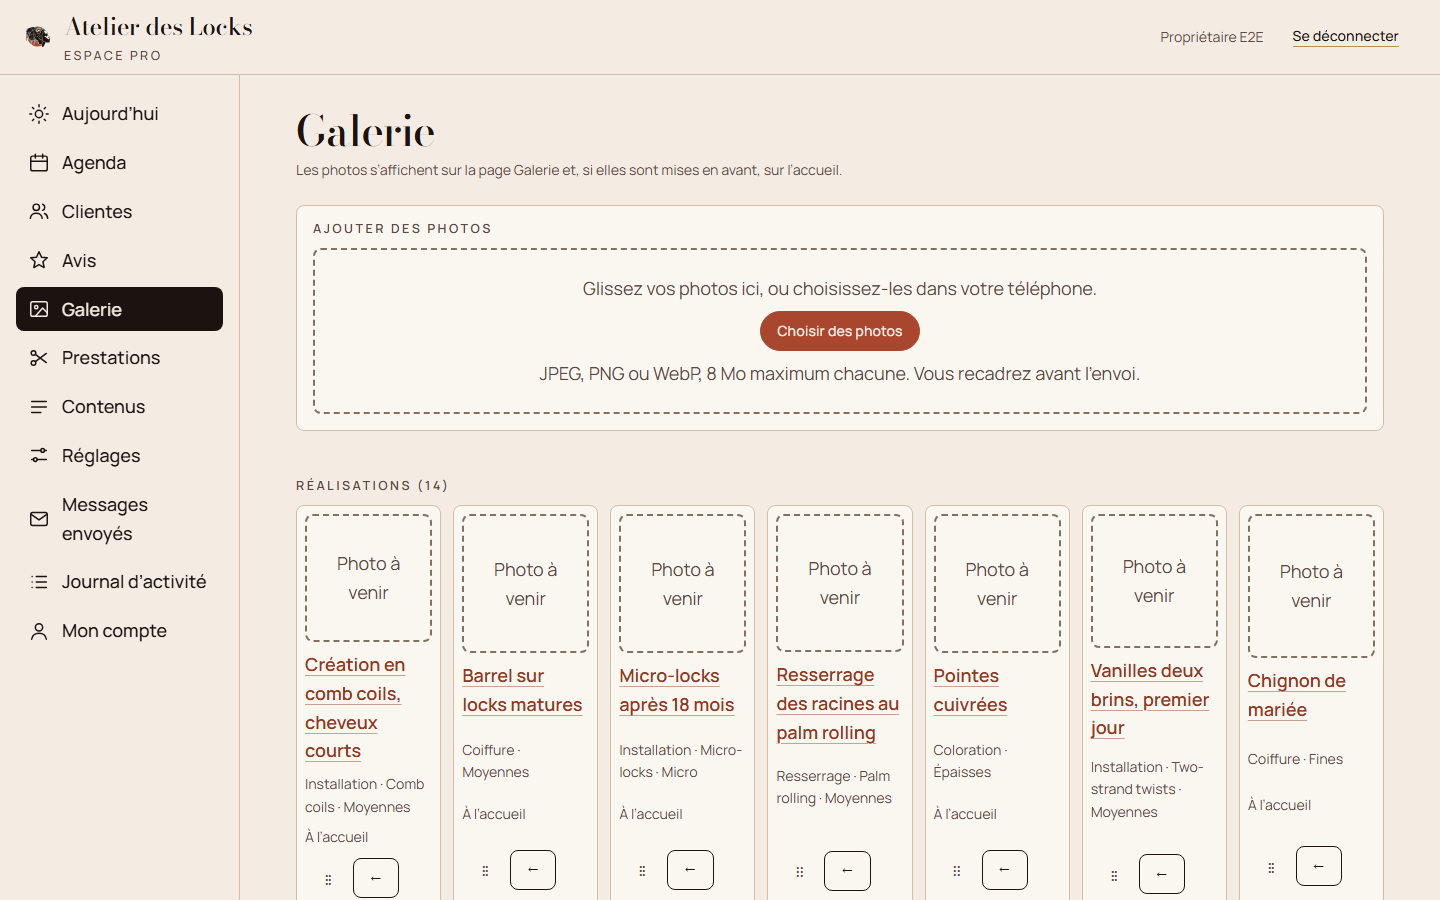 Atelier des Locks
ESPACE PRO
Propriétaire E2E
Se déconnecter
Aujourd'hui
Agenda
Clientes
Avis
Galerie
Prestations
Contenus
Réglages
Messages
envoyés
Journal d'activité
Mon compte
Galerie
Les photos s'affichent sur la page Galerie et, si elles sont mises en avant, sur l'accueil.
AJOUTER DES PHOTOS
Glissez vos photos ici, ou choisissez-les dans votre téléphone.
Choisir des photos
JPEG, PNG ou WebP, 8 Mo maximum chacune. Vous recadrez avant l'envoi.
RÉALISATIONS (14)
Photo à
venir
Création en
comb coils,
cheveux
courts
Installation · Comb
coils · Moyennes
À l'accueil
←
Photo à
venir
Barrel sur
locks matures
Coiffure ·
Moyennes
À l'accueil
←
Photo à
venir
Micro-locks
après 18 mois
Installation · Micro-
locks · Micro
À l'accueil
←
Photo à
venir
Resserrage
des racines au
palm rolling
Resserrage · Palm
rolling · Moyennes
←
Photo à
venir
Pointes
cuivrées
Coloration ·
Épaisses
À l'accueil
←
Photo à
venir
Vanilles deux
brins, premier
jour
Installation · Two-
strand twists ·
Moyennes
←
Photo à
venir
Chignon de
mariée
Coiffure · Fines
À l'accueil
←